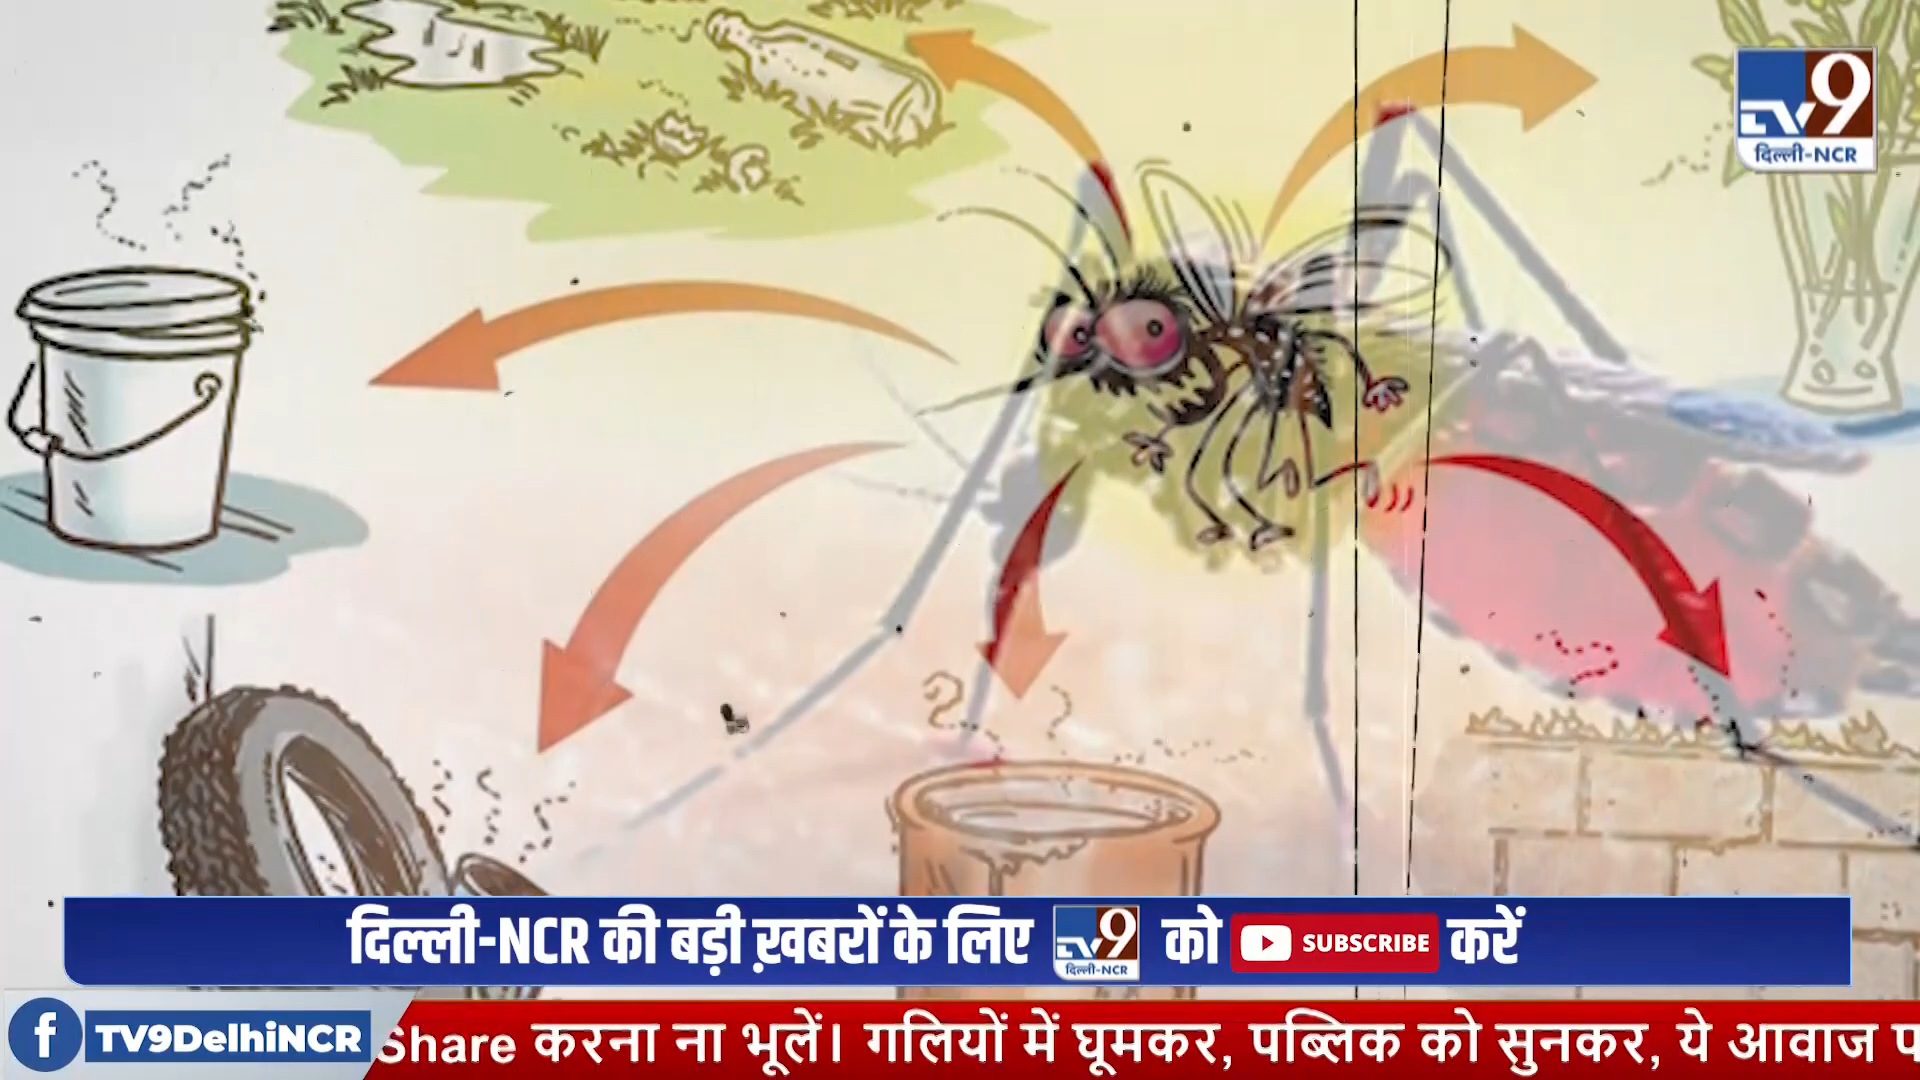 TV9
दिल्ली-NCR
दिल्ली-NCR की बड़ी ख़बरों के लिए TV9 दिल्ली-NCR को SUBSCRIBE करें
f TV9DelhiNCR
Share करना ना भूलें। गलियों में घूमकर, पब्लिक को सुनकर, ये आवाज